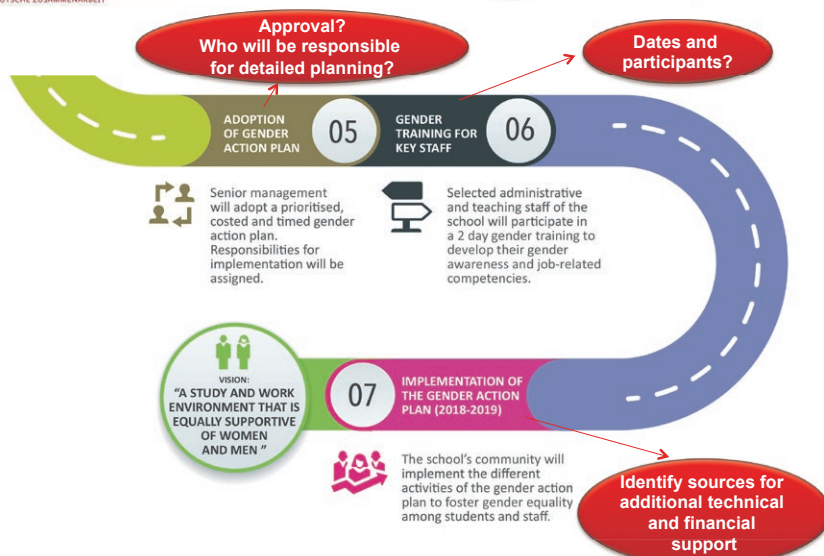 DEUTSCHE ZUSAMMENARBEIT
Approval?
Who will be responsible
for detailed planning?
Dates and
participants?
ADOPTION
OF GENDER
ACTION PLAN
05
GENDER
TRAINING FOR
KEY STAFF
06
Senior management
will adopt a prioritised,
costed and timed gender
action plan.
Responsibilities for
implementation will be
assigned.
Selected administrative
and teaching staff of the
school will participate in
a 2 day gender training to
develop their gender
awareness and job-related
competencies.
VISION:
"A STUDY AND WORK
ENVIRONMENT THAT IS
EQUALLY SUPPORTIVE
OF WOMEN
AND MEN "
07
IMPLEMENTATION OF
THE GENDER ACTION
PLAN (2018-2019)
The school's community will
implement the different
activities of the gender action
plan to foster gender equality
among students and staff.
Identify sources for
additional technical
and financial
support